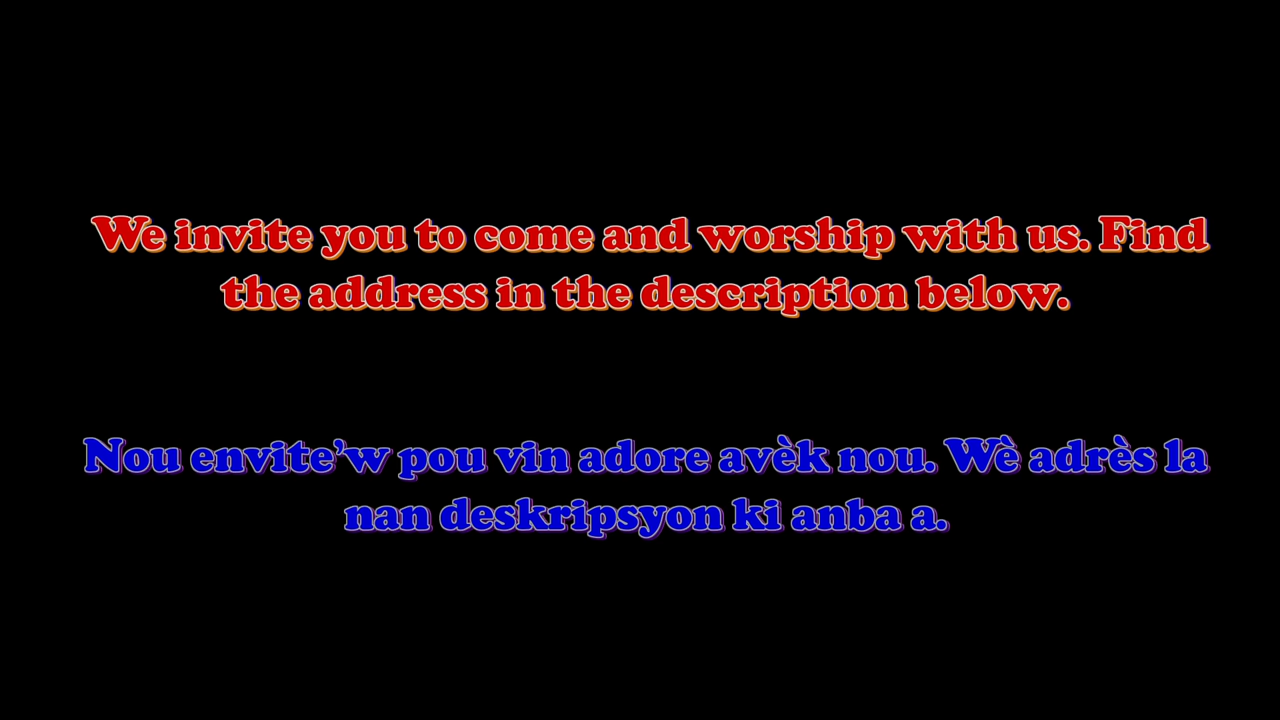 We invite you to come and worship with us. Find
the address in the description below.
Nou envite’w pou vin adore avèk nou. Wè adrès la
nan deskripsyon ki anba a.